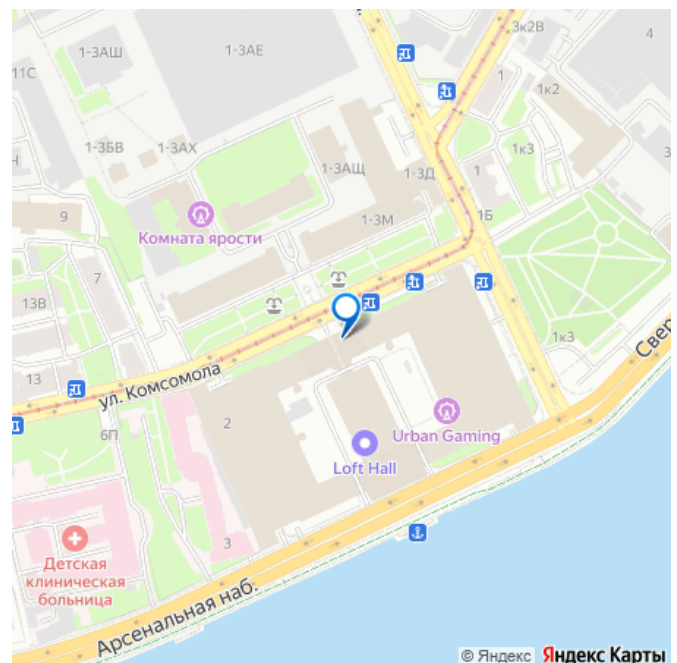 3к2В
4
1-3АШ
1-3АЕ
11С
1
1к2
1-3БВ
1-3АХ
1-3АЩ
1к3
3
1-3Д
1
9
Комната ярости
1-3М
1Б
7
13В
1к3
Свер
13
ул. Комсомола
2
6П
Urban Gaming
Loft Hall
3
Детская
клиническая
больница
Арсенальная наб.
© Яндекс Яндекс Карты